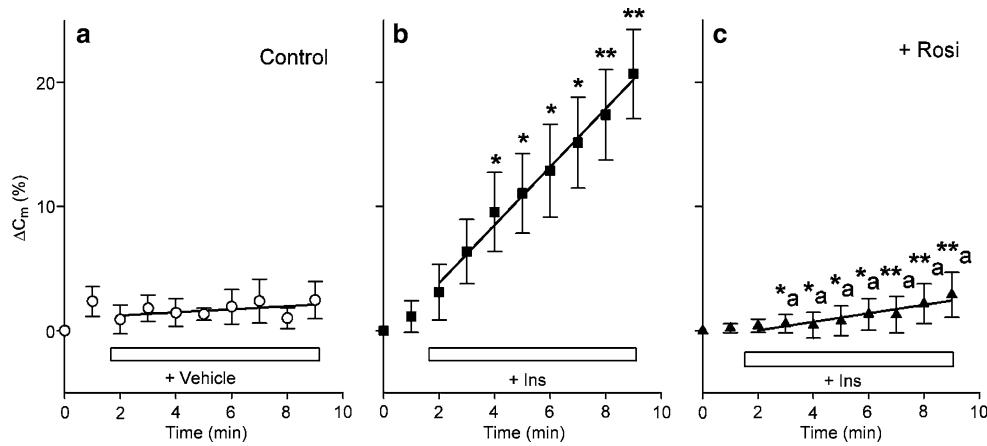 a
Control
b
c
+ Rosi
ΔCm (%)
20
10
0
* * * * ** **
*a *a *a *a **a **a **a
+ Vehicle
+ Ins
+ Ins
0 2 4 6 8 10
0 2 4 6 8 10
0 2 4 6 8 10
Time (min)
Time (min)
Time (min)